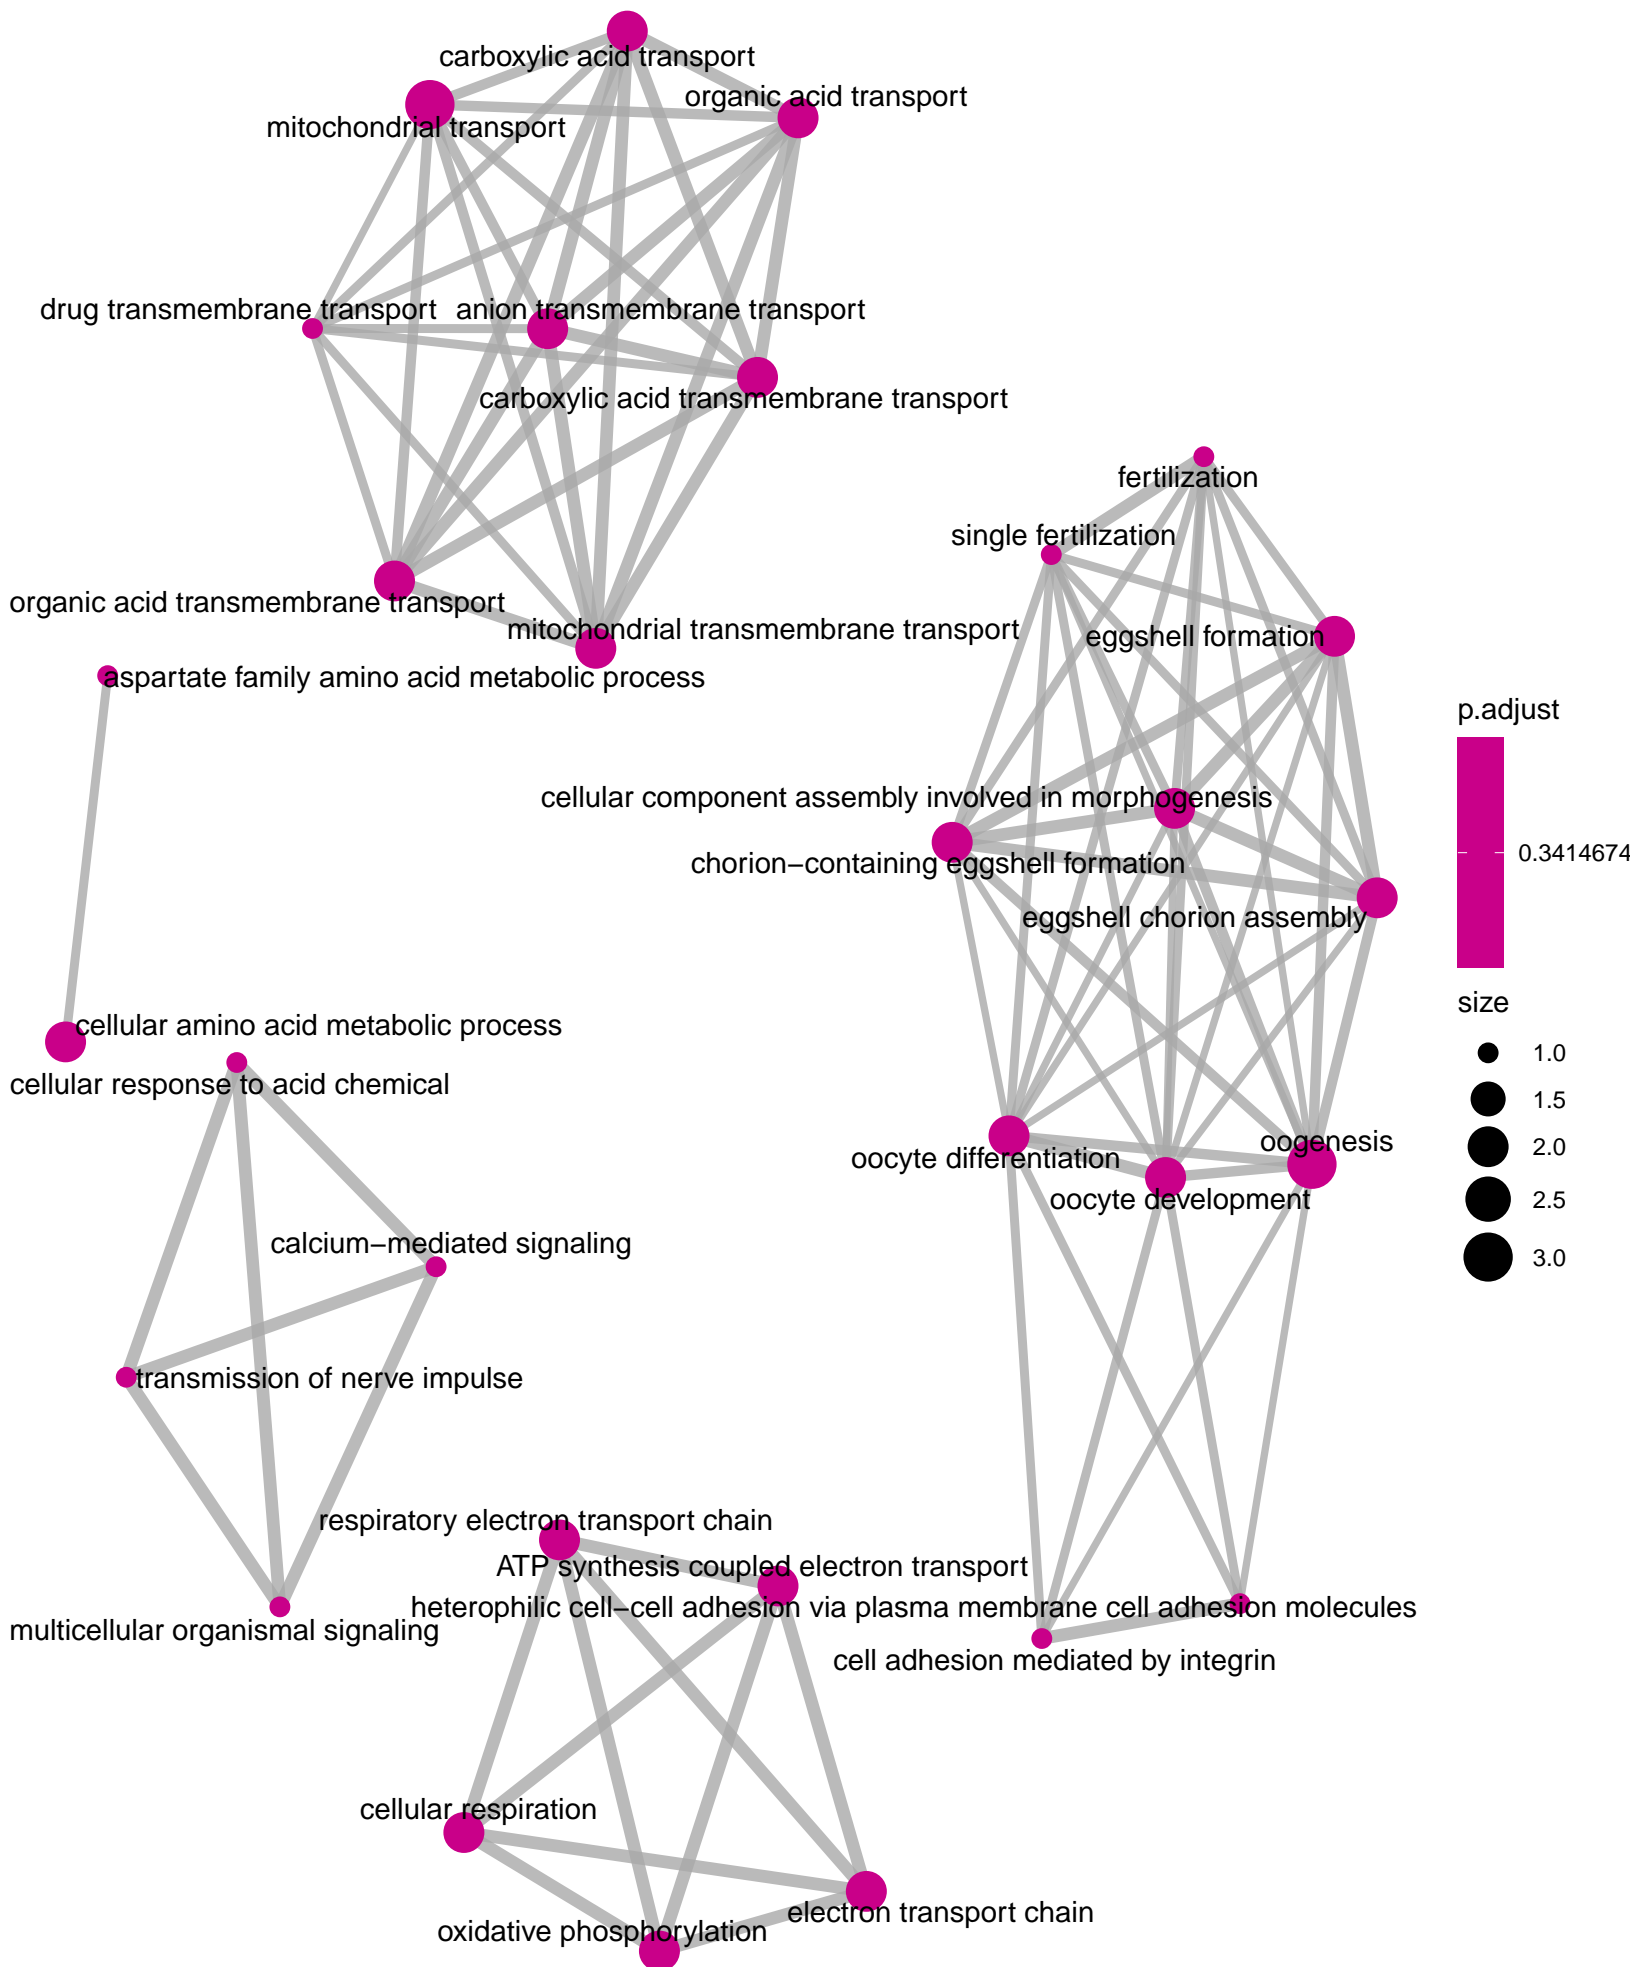 carboxylic acid transport
organic acid transport
mitochondrial transport
drug transmembrane transport
anion transmembrane transport
carboxylic acid transmembrane transport
fertilization
single fertilization
organic acid transmembrane transport
mitochondrial transmembrane transport
eggshell formation
aspartate family amino acid metabolic process
p.adjust
cellular component assembly involved in morphogenesis
0.3414674
chorion−containing eggshell formation
eggshell chorion assembly
size
cellular amino acid metabolic process
1.0
cellular response to acid chemical
1.5
oogenesis
2.0
oocyte differentiation
oocyte development
2.5
calcium−mediated signaling
3.0
transmission of nerve impulse
respiratory electron transport chain
ATP synthesis coupled electron transport
heterophilic cell−cell adhesion via plasma membrane cell adhesion molecules
multicellular organismal signaling
cell adhesion mediated by integrin
cellular respiration
electron transport chain
oxidative phosphorylation